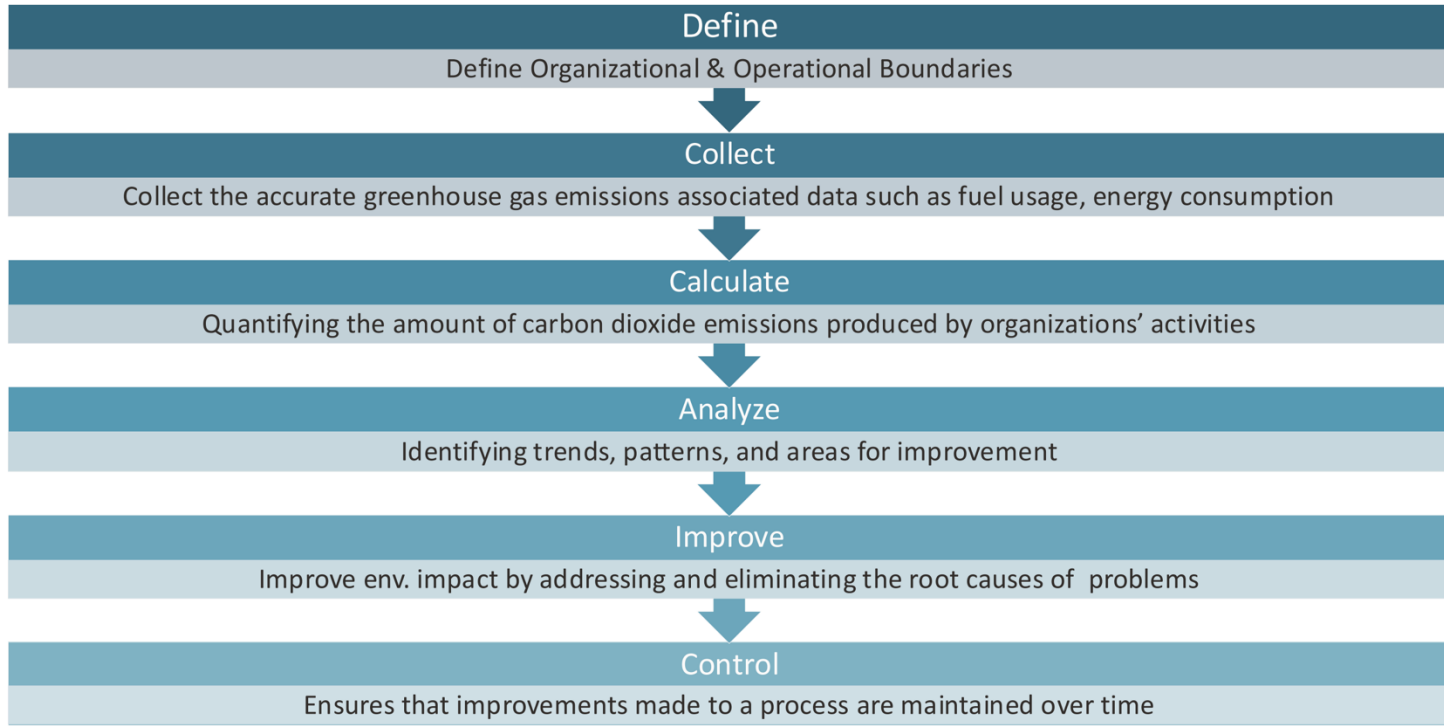 Define
Define Organizational & Operational Boundaries
Collect
Collect the accurate greenhouse gas emissions associated data such as fuel usage, energy consumption
Calculate
Quantifying the amount of carbon dioxide emissions produced by organizations’ activities
Analyze
Identifying trends, patterns, and areas for improvement
Improve
Improve env. impact by addressing and eliminating the root causes of  problems
Control
Ensures that improvements made to a process are maintained over time